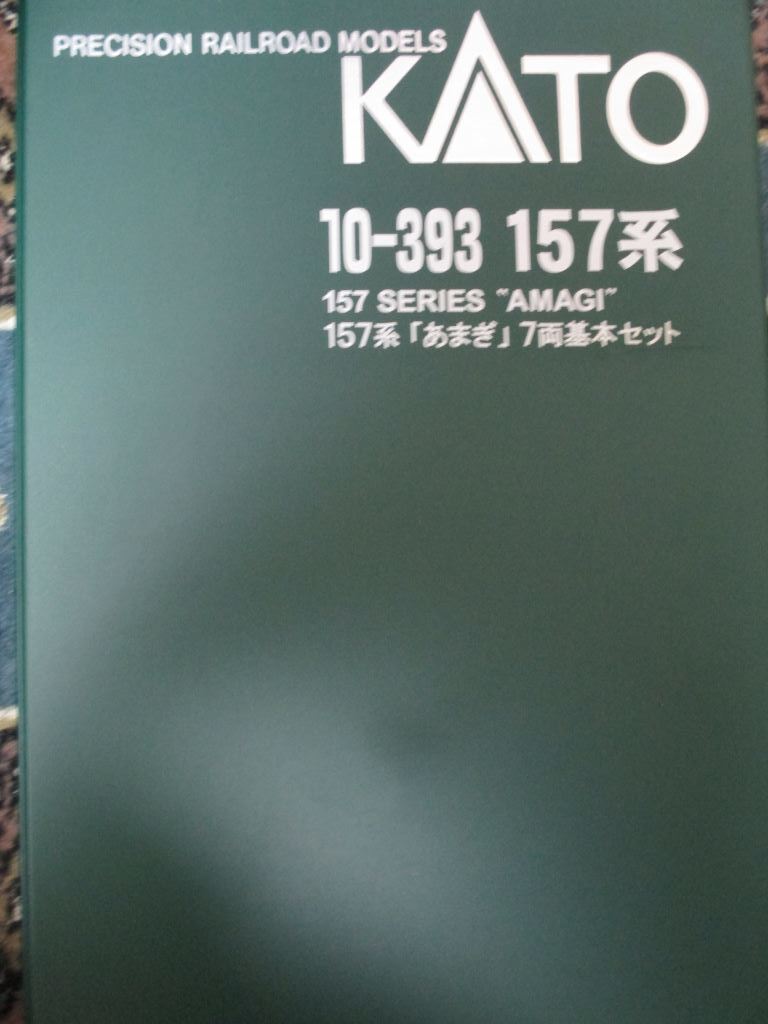 PRECISION RAILROAD MODELS
KATO
10-393 157系
157 SERIES "AMAGI"
157系「あまぎ」7両基本セット